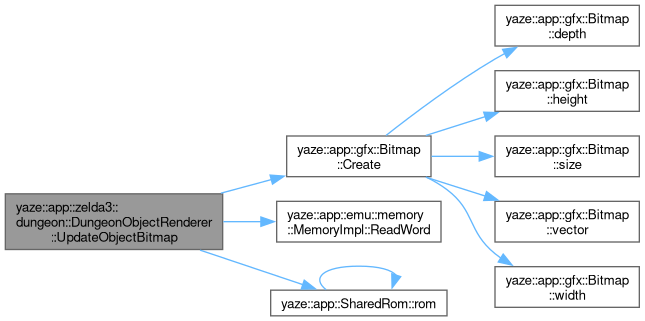 yaze::app::zelda3::
dungeon::DungeonObjectRenderer
::UpdateObjectBitmap
yaze::app::gfx::Bitmap
::Create
yaze::app::emu::memory
::MemoryImpl::ReadWord
yaze::app::SharedRom::rom
yaze::app::gfx::Bitmap
::depth
yaze::app::gfx::Bitmap
::height
yaze::app::gfx::Bitmap
::size
yaze::app::gfx::Bitmap
::vector
yaze::app::gfx::Bitmap
::width